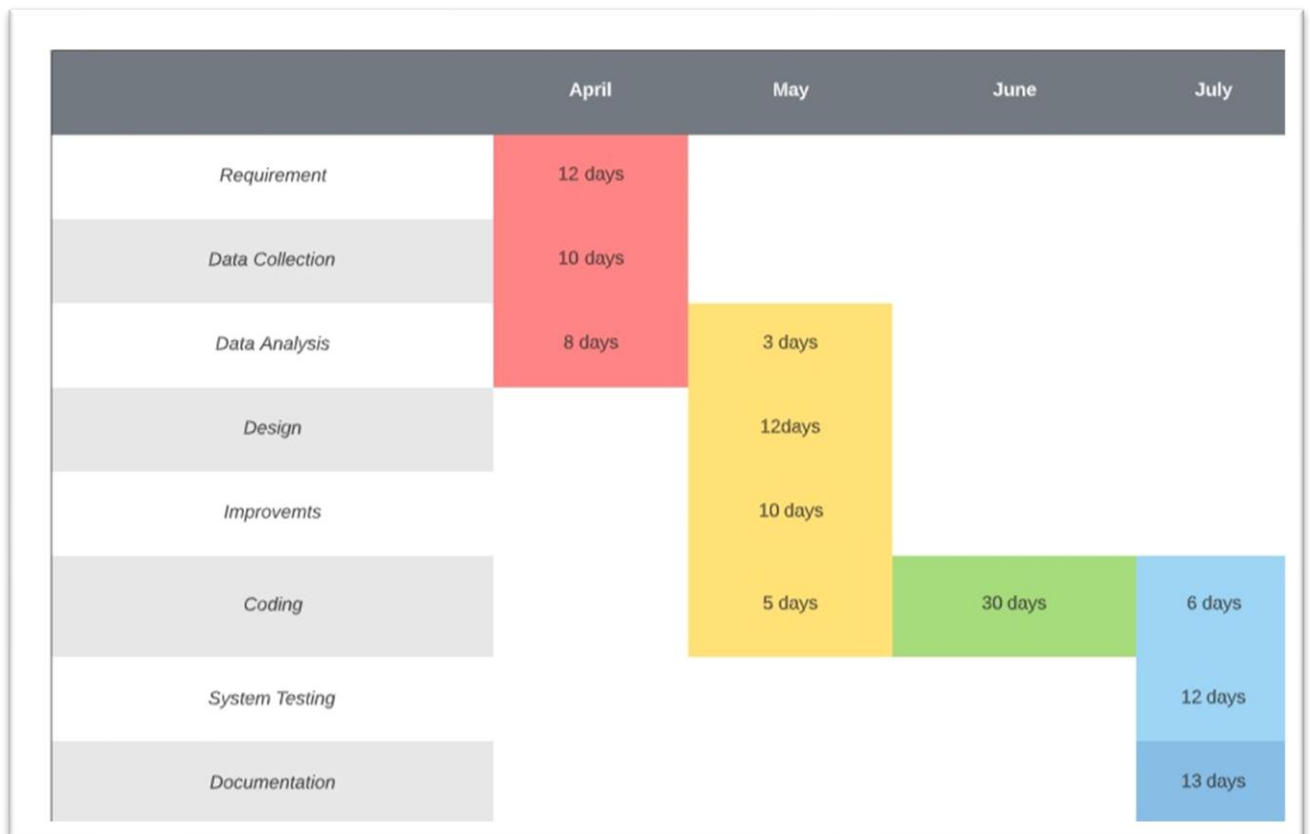 April May June July
Requirement 12 days
Data Collection 10 days
Data Analysis 8 days 3 days
Design 12days
Improvemts 10 days
Coding 5 days 30 days 6 days
System Testing 12 days
Documentation 13 days